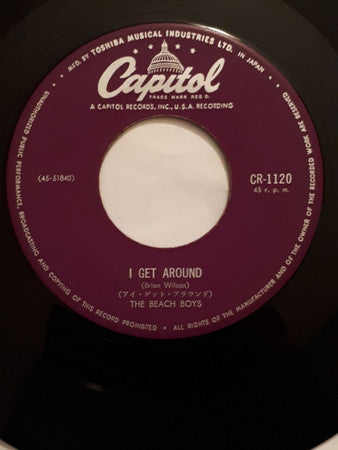 MFD. BY TOSHIBA MUSICAL INDUSTRIES LTD. IN JAPAN
Capitol
TRADE MARK REG.
A CAPITOL RECORDS, INC., U.S.A. RECORDING
(45-51840)
CR-1120
45 r. p. m.
I GET AROUND
(Brian Wilson)
(アイ・ゲット・アラウンド)
THE BEACH BOYS
UNAUTHORISED PUBLIC PERFORMANCE, BROADCASTING AND COPYING OF THIS RECORD PROHIBITED • ALL RIGHTS OF THE MANUFACTURER AND OF THE OWNER OF THE RECORDED WORK ARE RESERVED